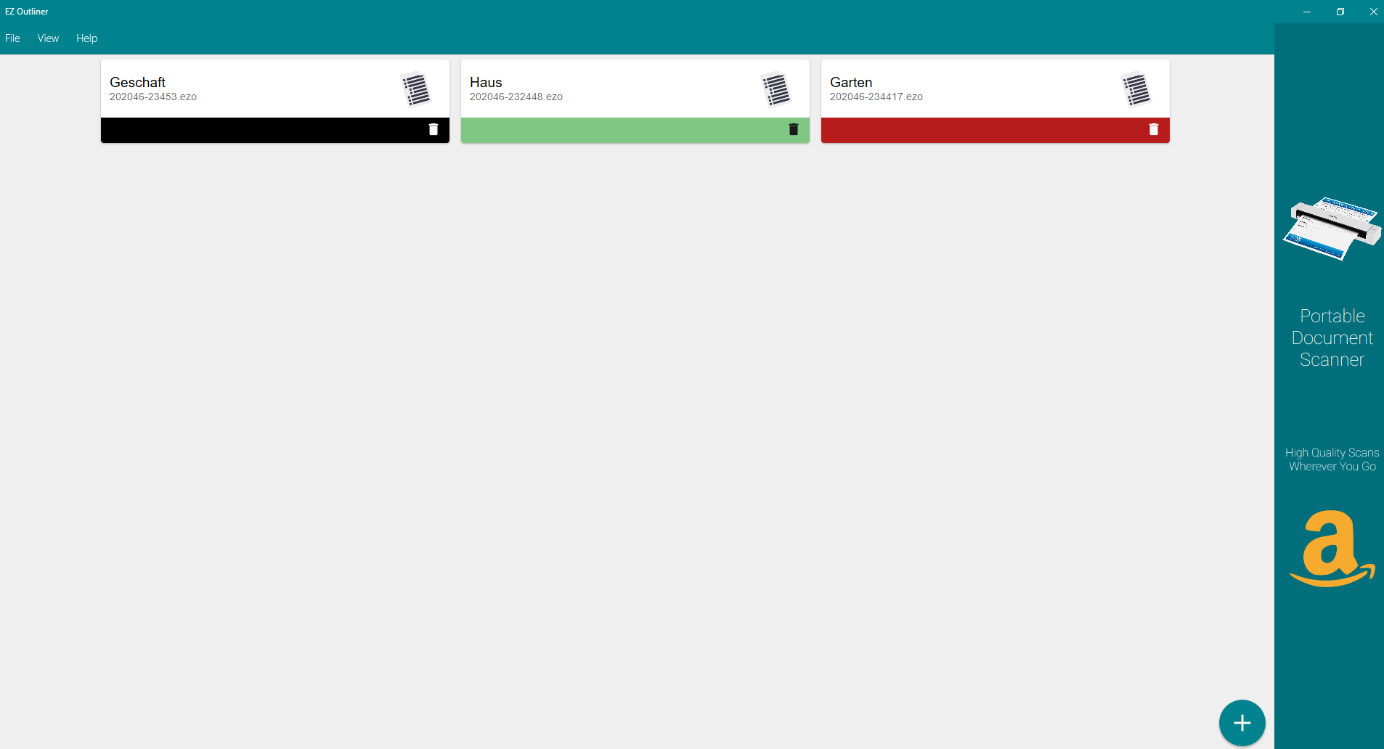 EZ Outliner
File View Help
Geschaft
202046-23453.ezo
Haus
202046-232448.ezo
Garten
202046-234417.ezo
Portable
Document
Scanner
High Quality Scans
Wherever You Go
a